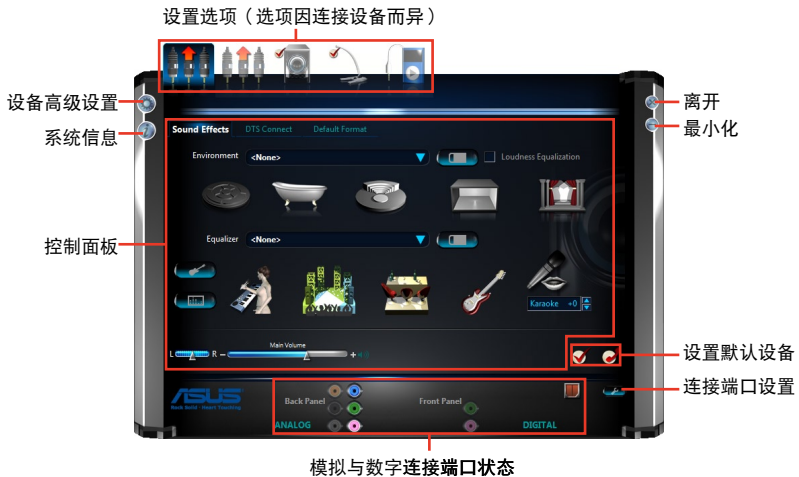 设置选项（选项因连接设备而异）
设备高级设置
离开
系统信息
最小化
Sound Effects DTS Connect Default Format
Environment <None> Loudness Equalization
控制面板
Equalizer <None>
Karaoke +0
Main Volume
L R - +
设置默认设备
连接端口设置
ASUS
Rock Solid · Heart Touching
Back Panel Front Panel
ANALOG DIGITAL
模拟与数字连接端口状态